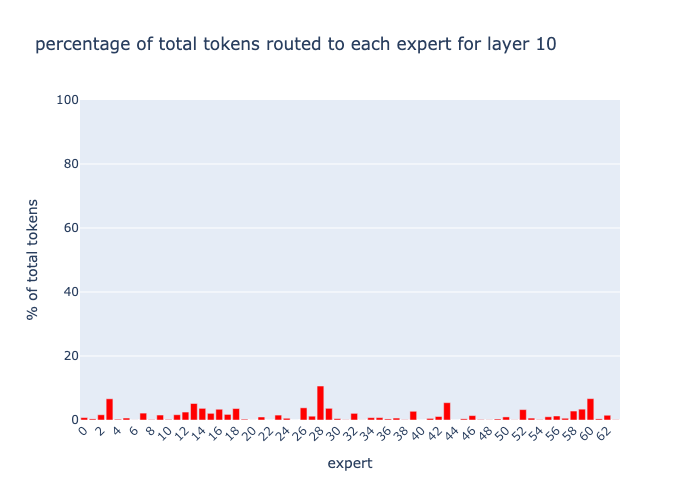 percentage of total tokens routed to each expert for layer 10
100
80
60
40
20
0
% of total tokens
0 2 4 6 8 10 12 14 16 18 20 22 24 26 28 30 32 34 36 38 40 42 44 46 48 50 52 54 56 58 60 62
expert